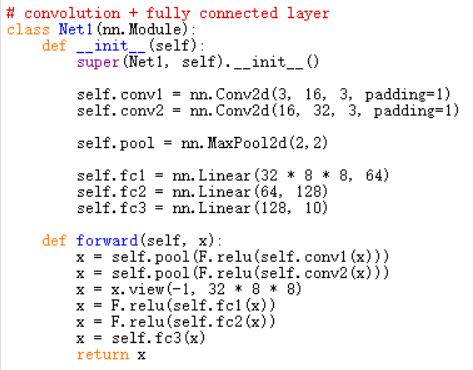 # convolution + fully connected layer
class Net1(nn.Module):
    def __init__(self):
        super(Net1, self).__init__()

        self.conv1 = nn.Conv2d(3, 16, 3, padding=1)
        self.conv2 = nn.Conv2d(16, 32, 3, padding=1)

        self.pool = nn.MaxPool2d(2,2)

        self.fc1 = nn.Linear(32 * 8 * 8, 64)
        self.fc2 = nn.Linear(64, 128)
        self.fc3 = nn.Linear(128, 10)

    def forward(self, x):
        x = self.pool(F.relu(self.conv1(x)))
        x = self.pool(F.relu(self.conv2(x)))
        x = x.view(-1, 32 * 8 * 8)
        x = F.relu(self.fc1(x))
        x = F.relu(self.fc2(x))
        x = self.fc3(x)
        return x